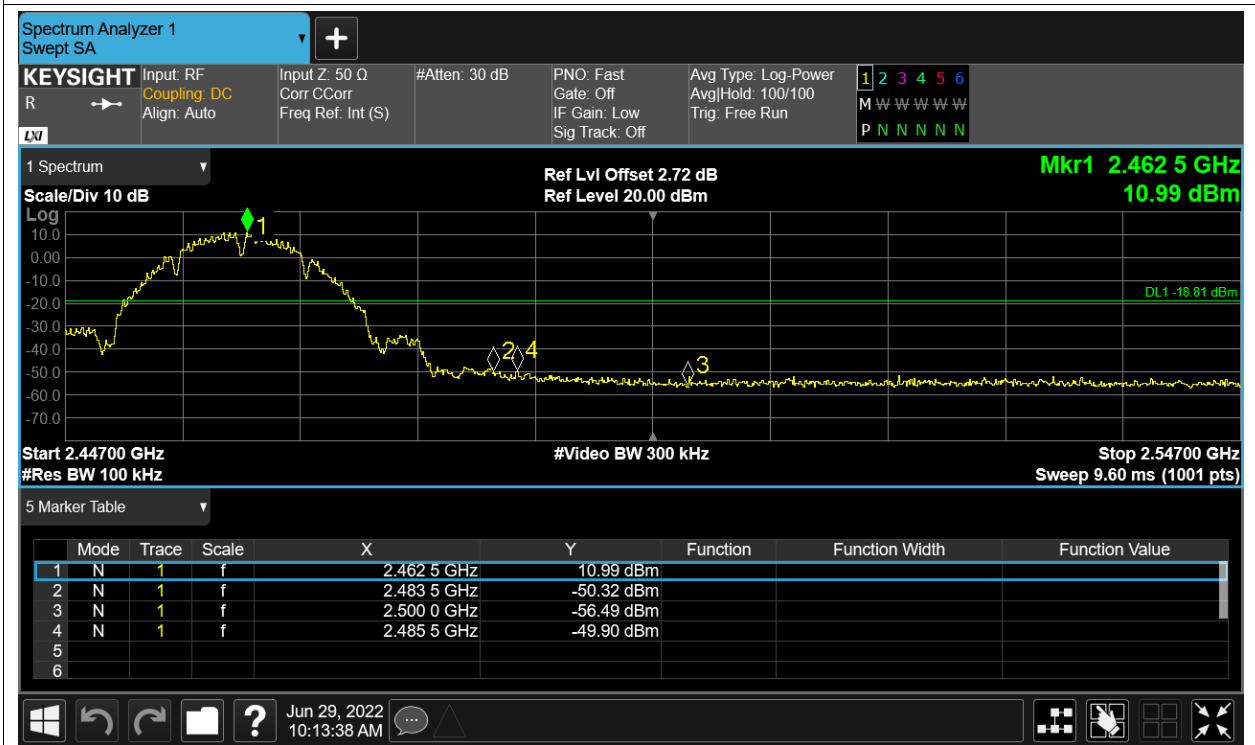 Spectrum Analyzer 1
Swept SA
KEYSIGHT Input: RF Input Z: 50 Ω #Atten: 30 dB PNO: Fast Avg Type: Log-Power 1 2 3 4 5 6
R Coupling: DC Corr CCorr Gate: Off Avg|Hold: 100/100 M W W W W W W
Align: Auto Freq Ref: Int (S) IF Gain: Low Trig: Free Run
LXI Sig Track: Off P N N N N N N
1 Spectrum Ref Lvl Offset 2.72 dB Mkr1 2.462 5 GHz
Scale/Div 10 dB Ref Level 20.00 dBm 10.99 dBm
Log
1
10.0
0.00
-10.0
DL1 -18.81 dBm
-20.0
-30.0
-40.0
2 4
3
-50.0
-60.0
-70.0
Start 2.44700 GHz #Video BW 300 kHz Stop 2.54700 GHz
#Res BW 100 kHz Sweep 9.60 ms (1001 pts)
5 Marker Table
Mode Trace Scale X Y Function Function Width Function Value
1 N 1 f 2.462 5 GHz 10.99 dBm
2 N 1 f 2.483 5 GHz -50.32 dBm
3 N 1 f 2.500 0 GHz -56.49 dBm
4 N 1 f 2.485 5 GHz -49.90 dBm
5
6
? Jun 29, 2022
10:13:38 AM